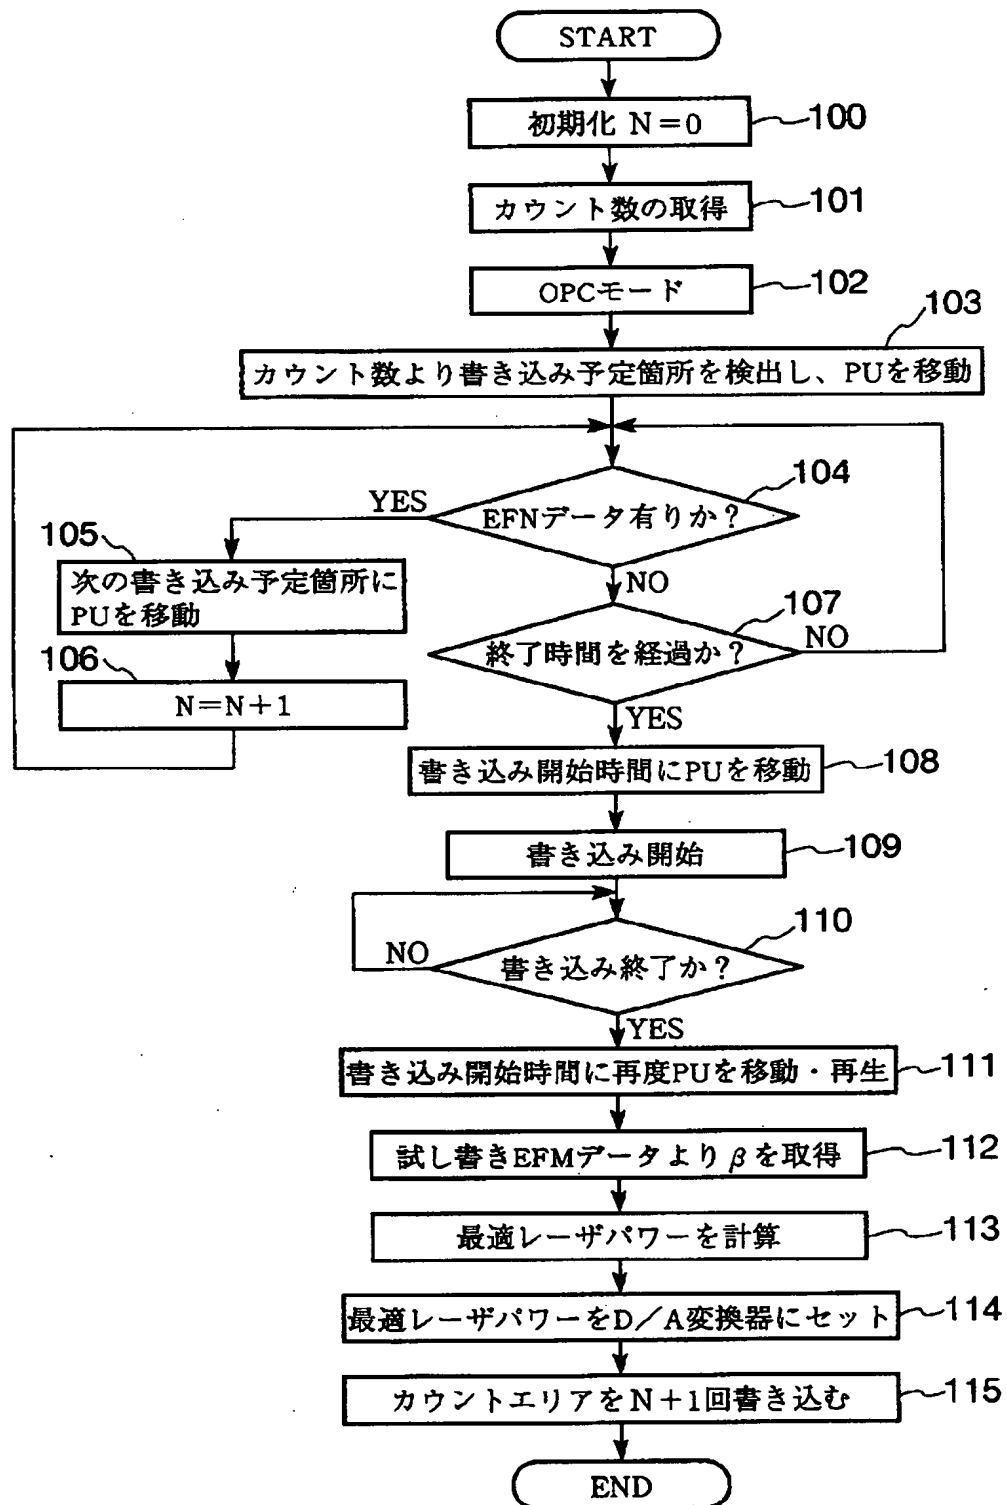 START
初期化 N=0
100
カウント数の取得
101
OPCモード
102
103
カウント数より書き込み予定箇所を検出し、PUを移動
104
YES
EFNデータ有りか?
105
次の書き込み予定箇所に
PUを移動
NO
107
終了時間を経過か?
NO
106
N=N+1
YES
書き込み開始時間にPUを移動
108
書き込み開始
109
110
NO
書き込み終了か?
YES
書き込み開始時間に再度PUを移動・再生
111
試し書きEFMデータよりβを取得
112
最適レーザパワーを計算
113
最適レーザパワーをD/A変換器にセット
114
カウントエリアをN+1回書き込む
115
END